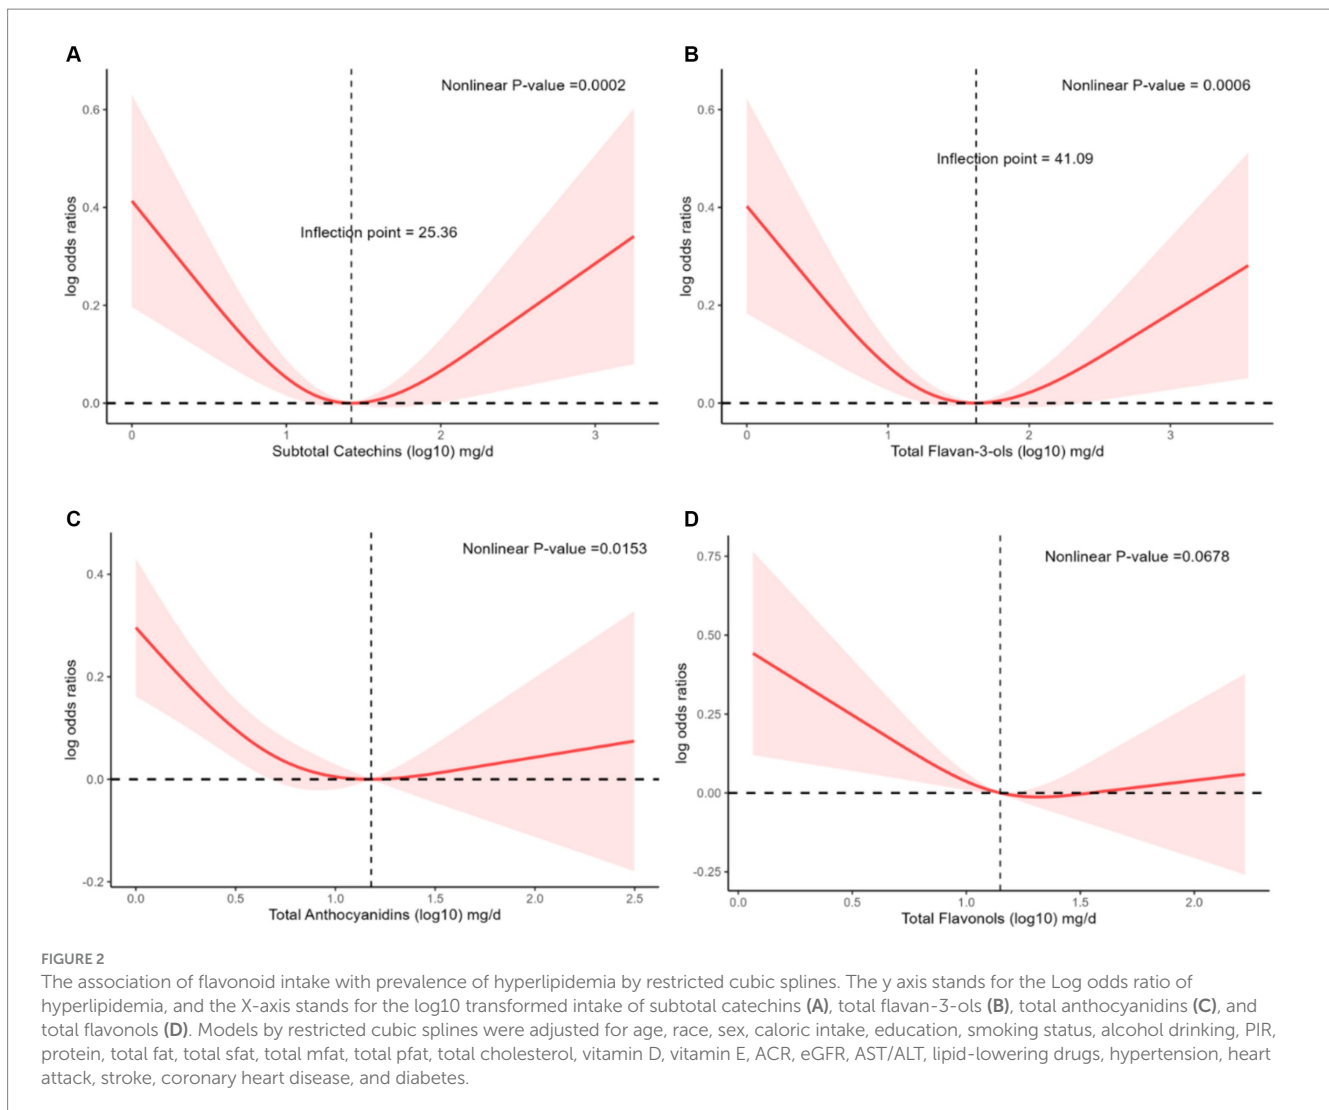 A
Nonlinear P-value =0.0002
Inflection point = 25.36
log odds ratios
0.6
0.4
0.2
0.0
0 1 2 3
Subtotal Catechins (log10) mg/d
B
Nonlinear P-value = 0.0006
Inflection point = 41.09
log odds ratios
0.6
0.4
0.2
0.0
0 1 2 3
Total Flavan-3-ols (log10) mg/d
C
Nonlinear P-value =0.0153
log odds ratios
0.4
0.2
0.0
-0.2
0.0 0.5 1.0 1.5 2.0 2.5
Total Anthocyanidins (log10) mg/d
D
Nonlinear P-value =0.0678
log odds ratios
0.75
0.50
0.25
0.00
-0.25
0.0 0.5 1.0 1.5 2.0
Total Flavonols (log10) mg/d
FIGURE 2
The association of flavonoid intake with prevalence of hyperlipidemia by restricted cubic splines. The y axis stands for the Log odds ratio of
hyperlipidemia, and the X-axis stands for the log10 transformed intake of subtotal catechins (A), total flavan-3-ols (B), total anthocyanidins (C), and
total flavonols (D). Models by restricted cubic splines were adjusted for age, race, sex, caloric intake, education, smoking status, alcohol drinking, PIR,
protein, total fat, total sfat, total mfat, total pfat, total cholesterol, vitamin D, vitamin E, ACR, eGFR, AST/ALT, lipid-lowering drugs, hypertension, heart
attack, stroke, coronary heart disease, and diabetes.